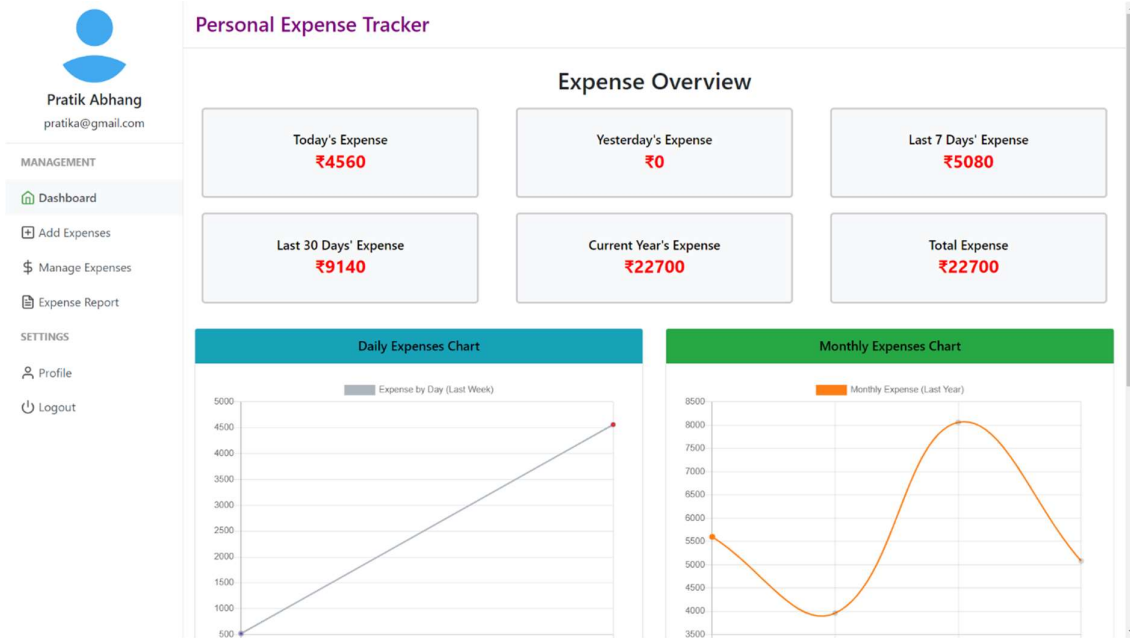 Personal Expense Tracker
Pratik Abhang
pratika@gmail.com
MANAGEMENT
Dashboard
Add Expenses
Manage Expenses
Expense Report
SETTINGS
Profile
Logout
Expense Overview
Today's Expense
₹4560
Yesterday's Expense
₹0
Last 7 Days' Expense
₹5080
Last 30 Days' Expense
₹9140
Current Year's Expense
₹22700
Total Expense
₹22700
Daily Expenses Chart
Expense by Day (Last Week)
5000
4500
4000
3500
3000
2500
2000
1500
1000
500
Monthly Expenses Chart
Monthly Expense (Last Year)
8500
8000
7500
7000
6500
6000
5500
5000
4500
4000
3500